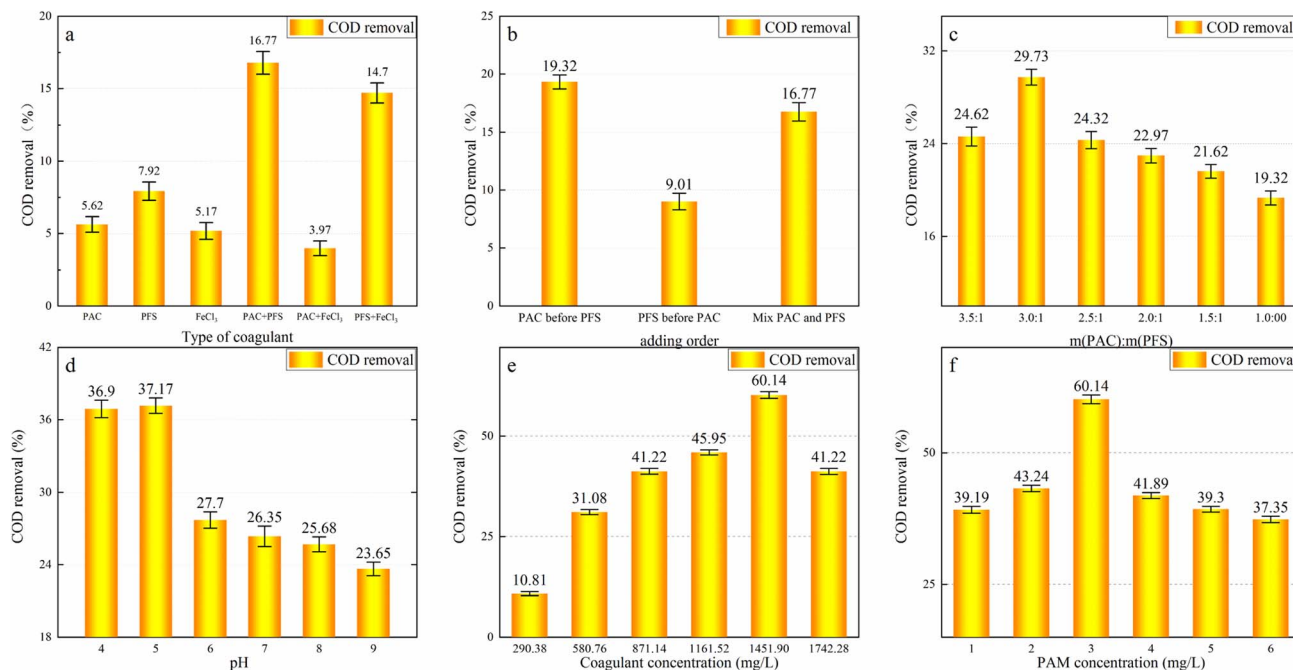 a
COD removal
COD removal（%）
20
15
10
5
0
5.62
7.92
5.17
16.77
3.97
14.7
PAC
PFS
FeCl₃
PAC+PFS
PAC+FeCl₃
PFS+FeCl₃
Type of coagulant
b
COD removal
COD removal（%）
25
20
15
10
5
0
19.32
9.01
16.77
PAC before PFS
PFS before PAC
Mix PAC and PFS
adding order
c
COD removal
COD removal（%）
32
24
16
24.62
29.73
24.32
22.97
21.62
19.32
3.5:1
3.0:1
2.5:1
2.0:1
1.5:1
1.0:00
m(PAC):m(PFS)
d
COD removal
COD removal (%)
42
36
30
24
18
36.9
37.17
27.7
26.35
25.68
23.65
4
5
6
7
8
9
pH
e
COD removal
COD removal (%)
50
25
0
10.81
31.08
41.22
45.95
60.14
41.22
290.38
580.76
871.14
1161.52
1451.90
1742.28
Coagulant concentration (mg/L)
f
COD removal
COD removal (%)
50
25
39.19
43.24
60.14
41.89
39.3
37.35
1
2
3
4
5
6
PAM concentration (mg/L)